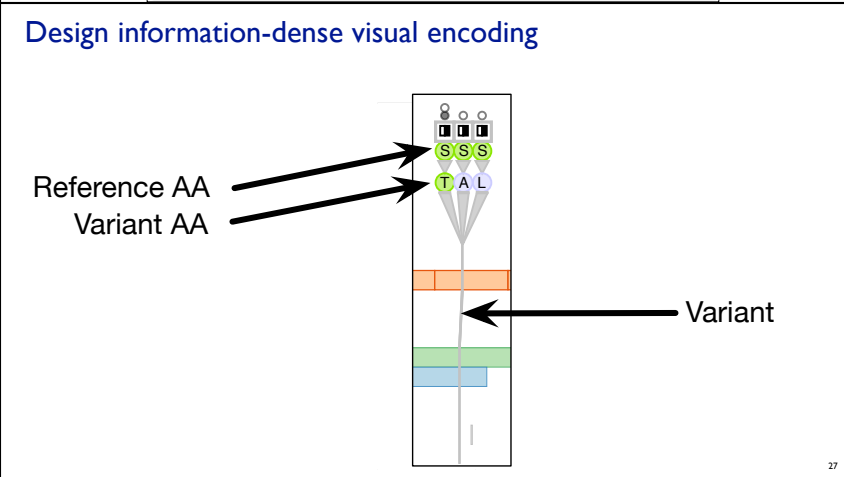 Design information-dense visual encoding
S S S
Reference AA
T A L
Variant AA
Variant
27